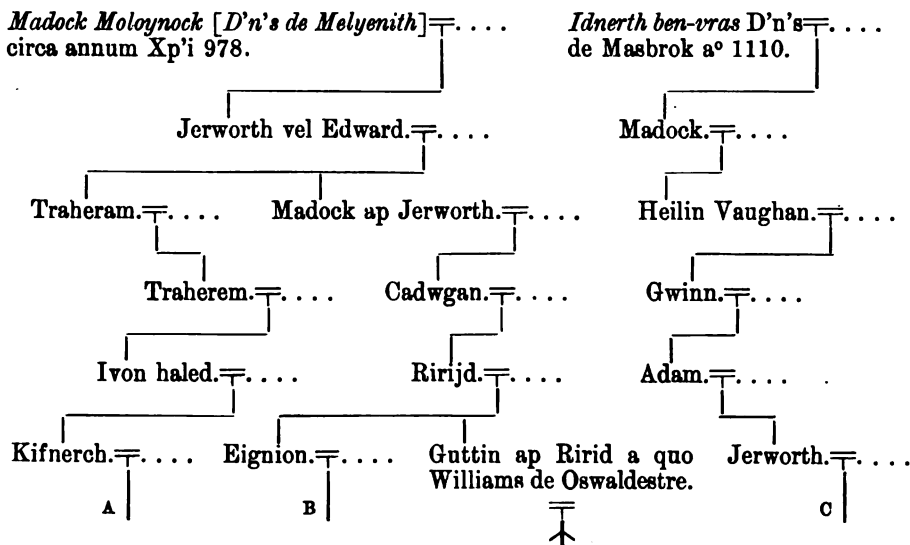 Madock Moloynock [D'n's de Melyenith]=. . . . Idnerth ben-vras D'n's=. . . .
circa annum Xp'i 978. de Masbrok aº 1110.
Jerworth vel Edward.=. . . . Madock.=. . . .
Traheram.=. . . . Madock ap Jerworth.=. . . . Heilin Vaughan.=. . . .
Traherem.=. . . . Cadwgan.=. . . . Gwinn.=. . . .
Ivon haled.=. . . . Ririjd.=. . . . Adam.=. . . .
Kifnerch.=. . . . Eignion.=. . . . Guttin ap Ririd a quo Jerworth.=. . . .
Williams de Oswaldestre.
A B C